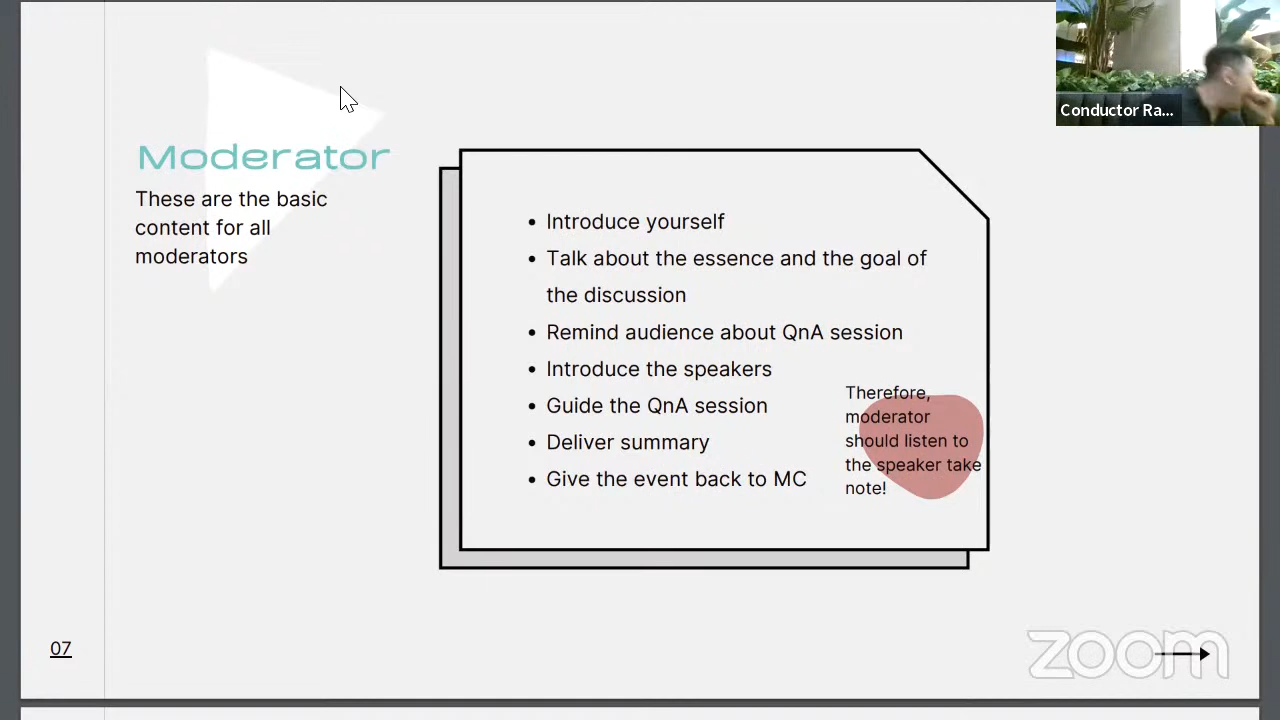 Conductor Ra...
Moderator
These are the basic
content for all
moderators
• Introduce yourself
• Talk about the essence and the goal of
the discussion
• Remind audience about QnA session
• Introduce the speakers
• Guide the QnA session
• Deliver summary
• Give the event back to MC
Therefore,
moderator
should listen to
the speaker take
note!
07
zoom